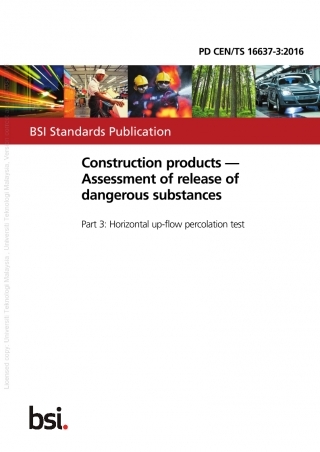 PD CEN/TS 16637-3:2016
BSI Standards Publication
Construction products —
Assessment of release of
dangerous substances
Part 3: Horizontal up-flow percolation test
Licensed copy: Universiti Teknologi Malaysia, Universiti Teknologi Malaysia, Version
bsi.